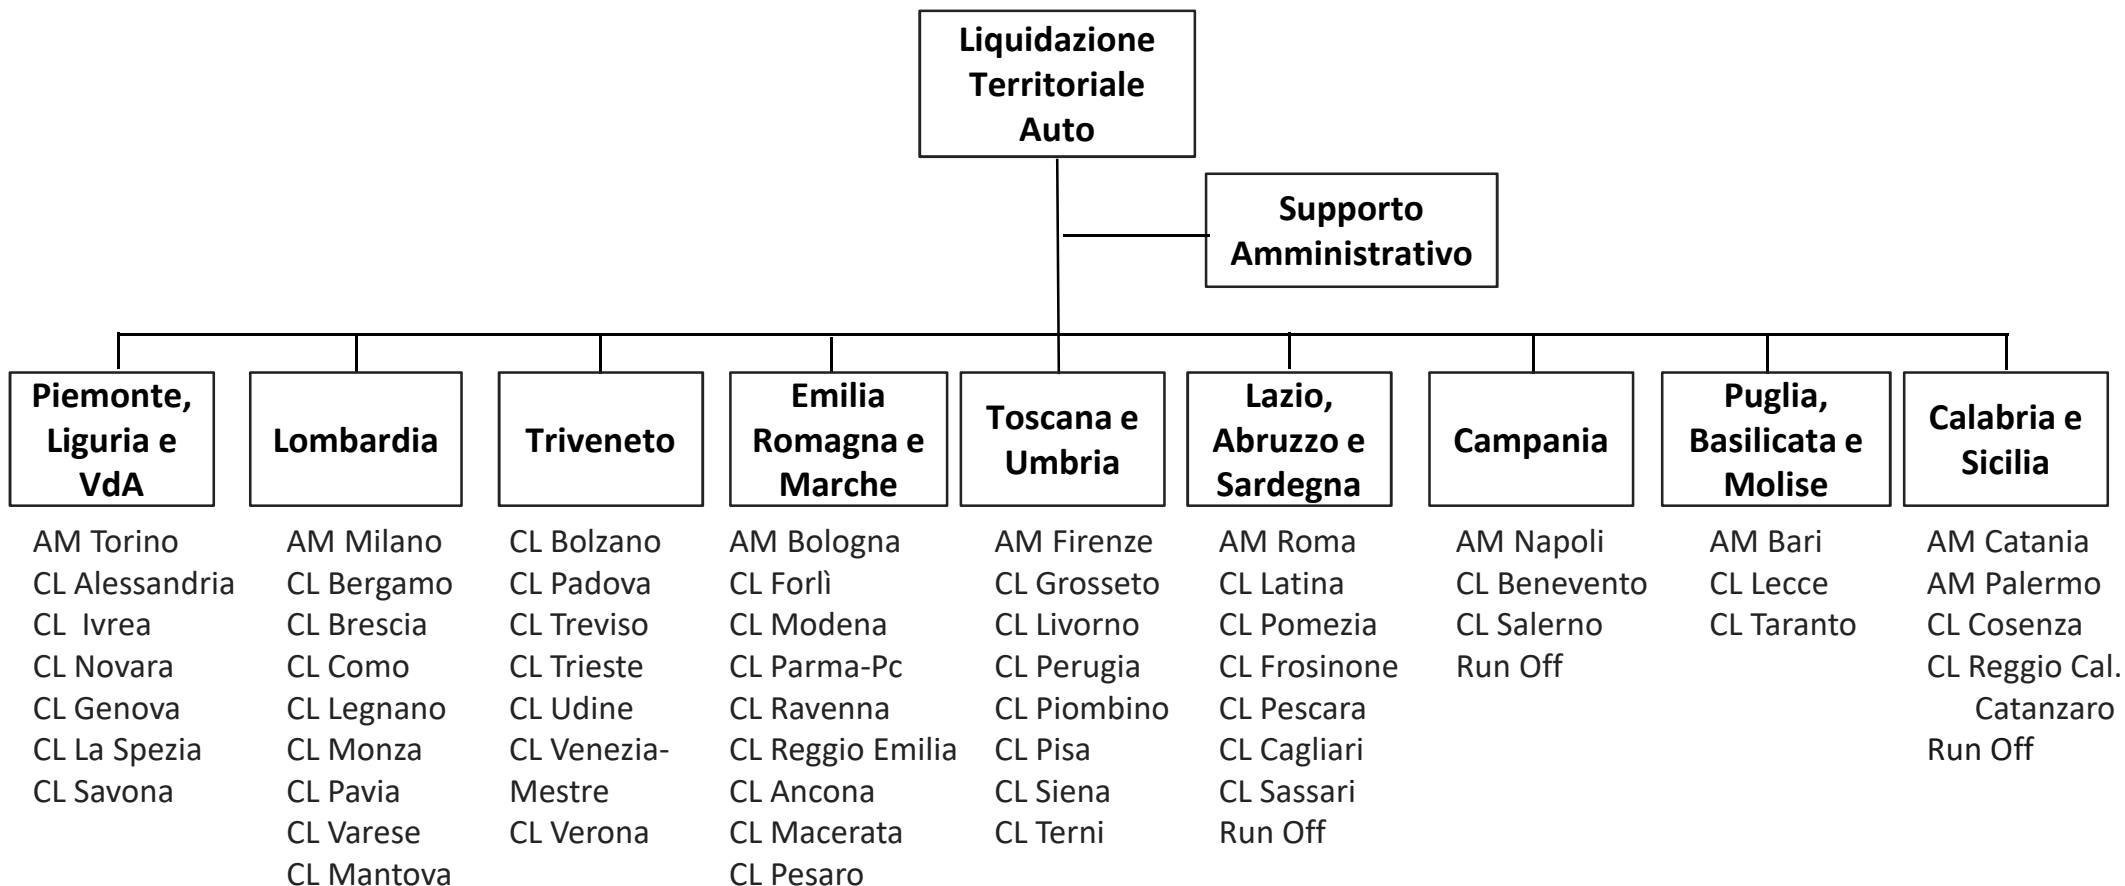 Liquidazione
Territoriale
Auto
Supporto
Amministrativo
Piemonte,
Liguria e
VdA
AM Torino
CL Alessandria
CL  Ivrea
CL Novara
CL Genova
CL La Spezia
CL Savona
Lombardia
AM Milano
CL Bergamo
CL Brescia
CL Como
CL Legnano
CL Monza
CL Pavia
CL Varese
CL Mantova
Triveneto
CL Bolzano
CL Padova
CL Treviso
CL Trieste
CL Udine
CL Venezia-
Mestre
CL Verona
Emilia
Romagna e
Marche
AM Bologna
CL Forlì
CL Modena
CL Parma-Pc
CL Ravenna
CL Reggio Emilia
CL Ancona
CL Macerata
CL Pesaro
Toscana e
Umbria
AM Firenze
CL Grosseto
CL Livorno
CL Perugia
CL Piombino
CL Pisa
CL Siena
CL Terni
Lazio,
Abruzzo e
Sardegna
AM Roma
CL Latina
CL Pomezia
CL Frosinone
CL Pescara
CL Cagliari
CL Sassari
Run Off
Campania
AM Napoli
CL Benevento
CL Salerno
Run Off
Puglia,
Basilicata e
Molise
AM Bari
CL Lecce
CL Taranto
Calabria e
Sicilia
AM Catania
AM Palermo
CL Cosenza
CL Reggio Cal.
Catanzaro
Run Off